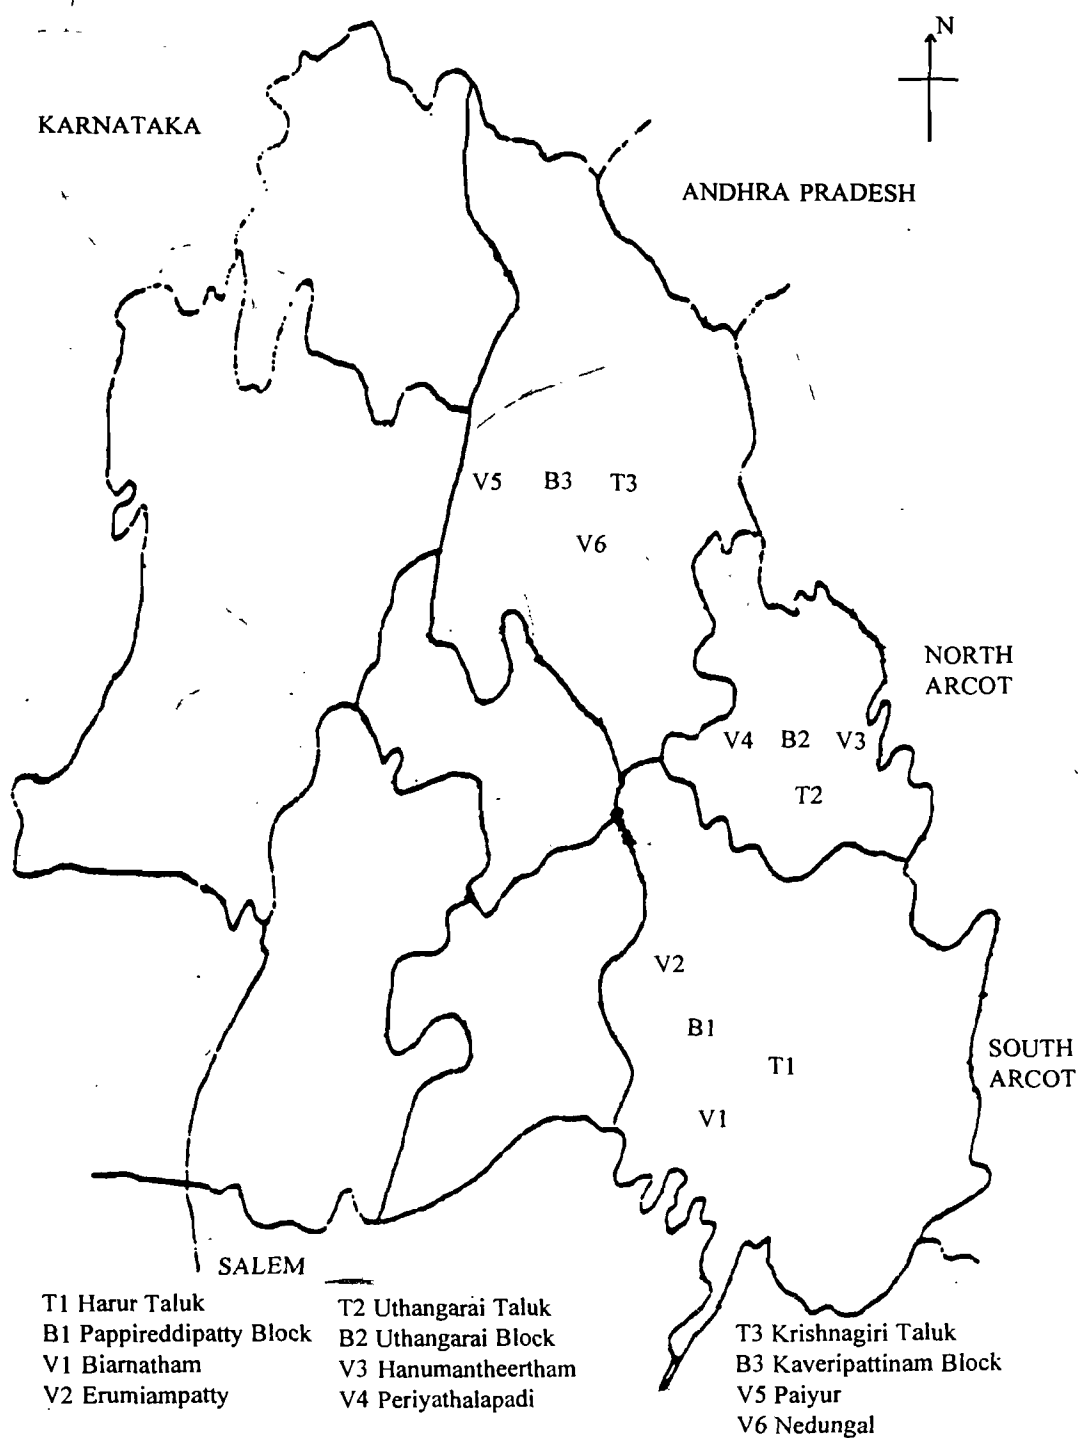 N
KARNATAKA
ANDHRA PRADESH
V5 B3 T3
V6
NORTH
ARCOT
V4 B2 V3
T2
V2
B1
SOUTH
ARCOT
T1
V1
SALEM
T1 Harur Taluk
B1 Pappireddipatty Block
V1 Biarnatham
V2 Erumiampatty
T2 Uthangarai Taluk
B2 Uthangarai Block
V3 Hanumantheertham
V4 Periyathalapadi
T3 Krishnagiri Taluk
B3 Kaveripattinam Block
V5 Paiyur
V6 Nedungal